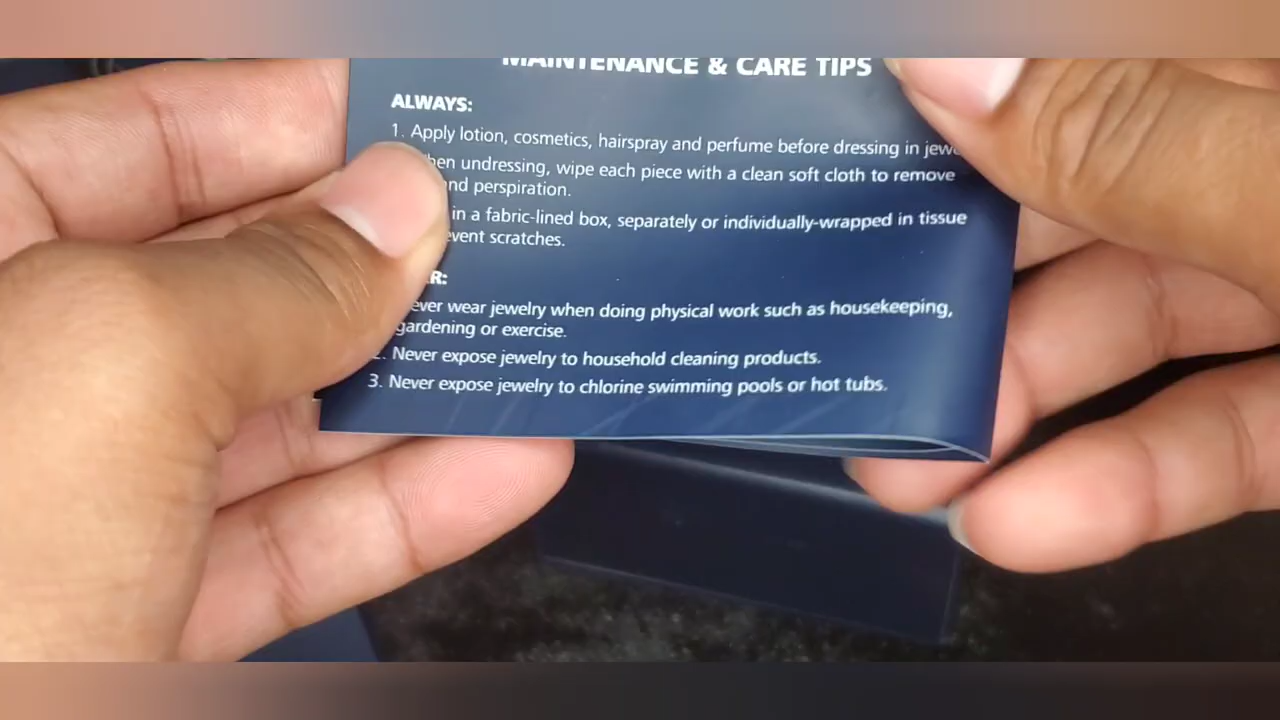 MAINTENANCE & CARE TIPS
ALWAYS:
1. Apply lotion, cosmetics, hairspray and perfume before dressing in
undressing, wipe each piece with a clean soft cloth to remove
and perspiration.
in a fabric-lined box, separately or individually-wrapped in tissue
scratches.
wear jewelry when doing physical work such as housekeeping,
gardening or exercise.
2. Never expose jewelry to household cleaning products.
3. Never expose jewelry to chlorine swimming pools or hot tubs.